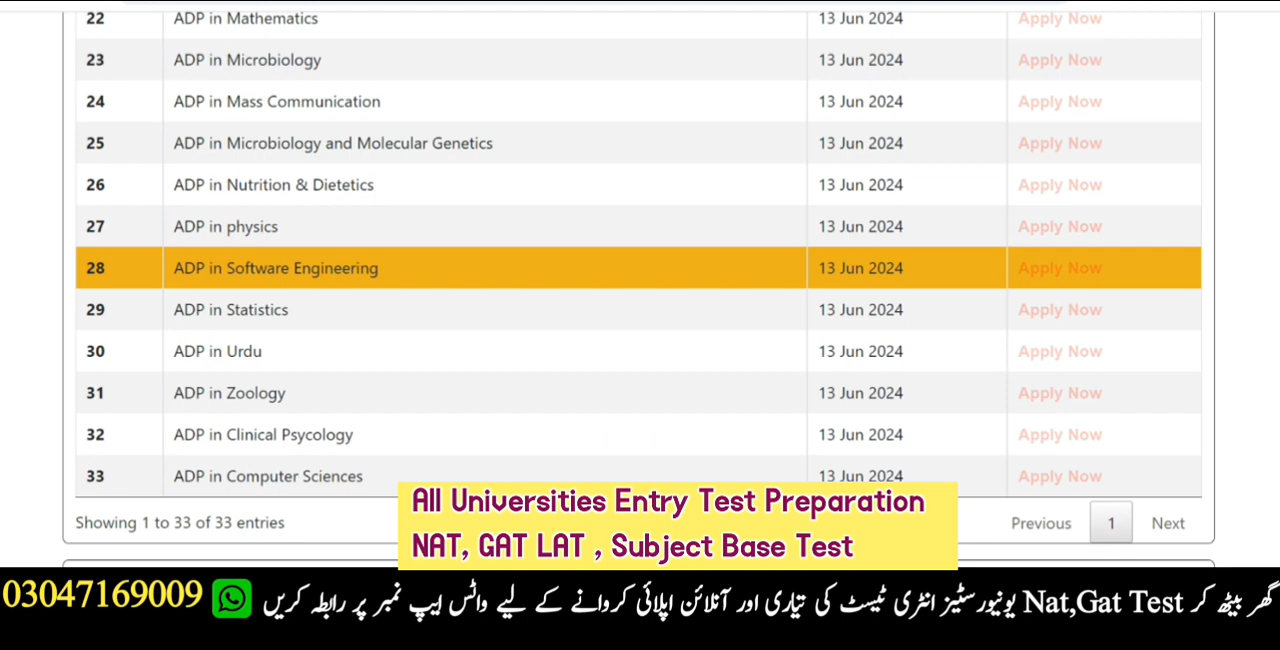 22 ADP in Mathematics 13 Jun 2024 Apply Now
23 ADP in Microbiology 13 Jun 2024 Apply Now
24 ADP in Mass Communication 13 Jun 2024 Apply Now
25 ADP in Microbiology and Molecular Genetics 13 Jun 2024 Apply Now
26 ADP in Nutrition & Dietetics 13 Jun 2024 Apply Now
27 ADP in physics 13 Jun 2024 Apply Now
28 ADP in Software Engineering 13 Jun 2024 Apply Now
29 ADP in Statistics 13 Jun 2024 Apply Now
30 ADP in Urdu 13 Jun 2024 Apply Now
31 ADP in Zoology 13 Jun 2024 Apply Now
32 ADP in Clinical Psycology 13 Jun 2024 Apply Now
33 ADP in Computer Sciences 13 Jun 2024 Apply Now
Showing 1 to 33 of 33 entries Previous 1 Next
All Universities Entry Test Preparation
NAT, GAT LAT , Subject Base Test
گھر بیٹھ کر Nat,Gat Test یونیورسٹیز انٹری ٹیسٹ کی تیاری اور آنلائن اپلائی کروانے کے لیے واٹس ایپ نمبر پر رابطہ کریں 03047169009